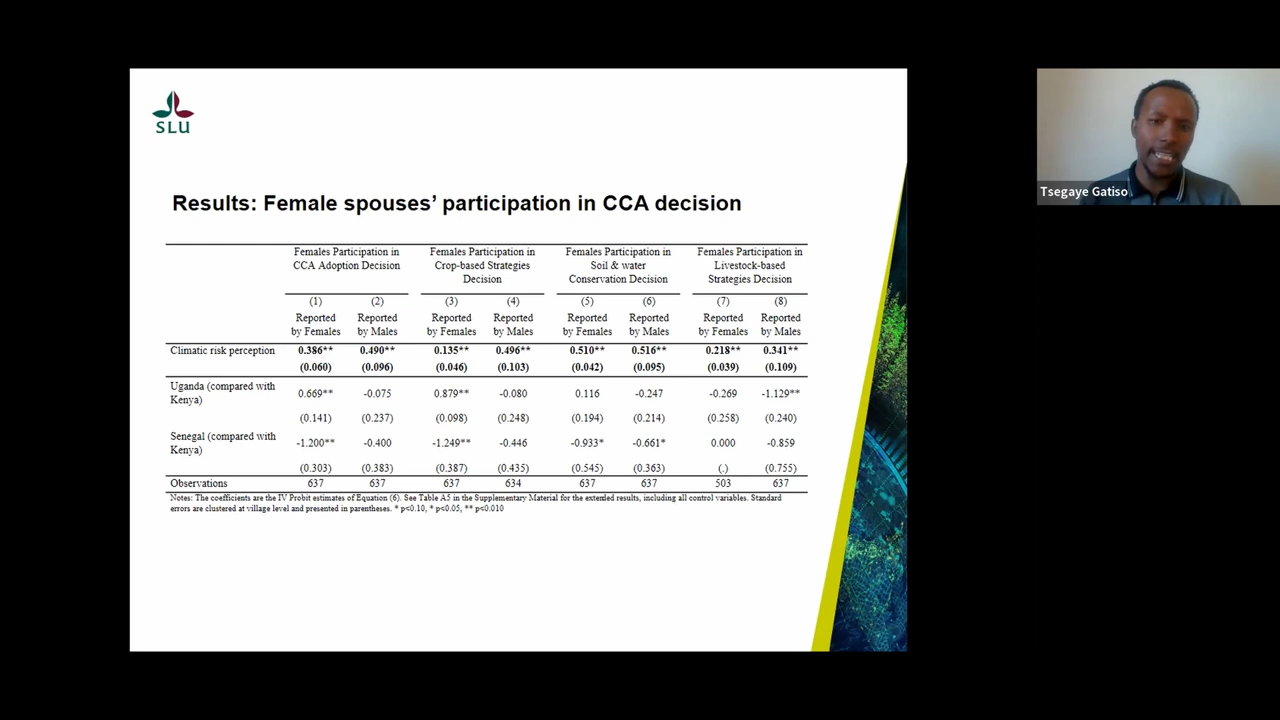 SLU
Tsegaye Gatiso
Results: Female spouses' participation in CCA decision
Females Participation in CCA Adoption Decision
Females Participation in Crop-based Strategies Decision
Females Participation in Soil & water Conservation Decision
Females Participation in Livestock-based Strategies Decision
(1) (2) (3) (4) (5) (6) (7) (8)
Reported by Females Reported by Males Reported by Females Reported by Males Reported by Females Reported by Males Reported by Females Reported by Males
Climatic risk perception 0.386** 0.490** 0.135** 0.496** 0.510** 0.516** 0.218** 0.341**
(0.060) (0.096) (0.046) (0.103) (0.042) (0.095) (0.039) (0.109)
Uganda (compared with Kenya) 0.669** -0.075 0.879** -0.080 0.116 -0.247 -0.269 -1.129**
(0.141) (0.237) (0.098) (0.248) (0.194) (0.214) (0.258) (0.240)
Senegal (compared with Kenya) -1.200** -0.400 -1.249** -0.446 -0.933* -0.661* 0.000 -0.859
(0.303) (0.383) (0.387) (0.435) (0.545) (0.363) (.) (0.755)
Observations 637 637 637 634 637 637 503 637
Notes: The coefficients are the IV Probit estimates of Equation (6). See Table A5 in the Supplementary Material for the extended results, including all control variables. Standard
errors are clustered at village level and presented in parentheses. * p<0.10, * p<0.05, ** p<0.010